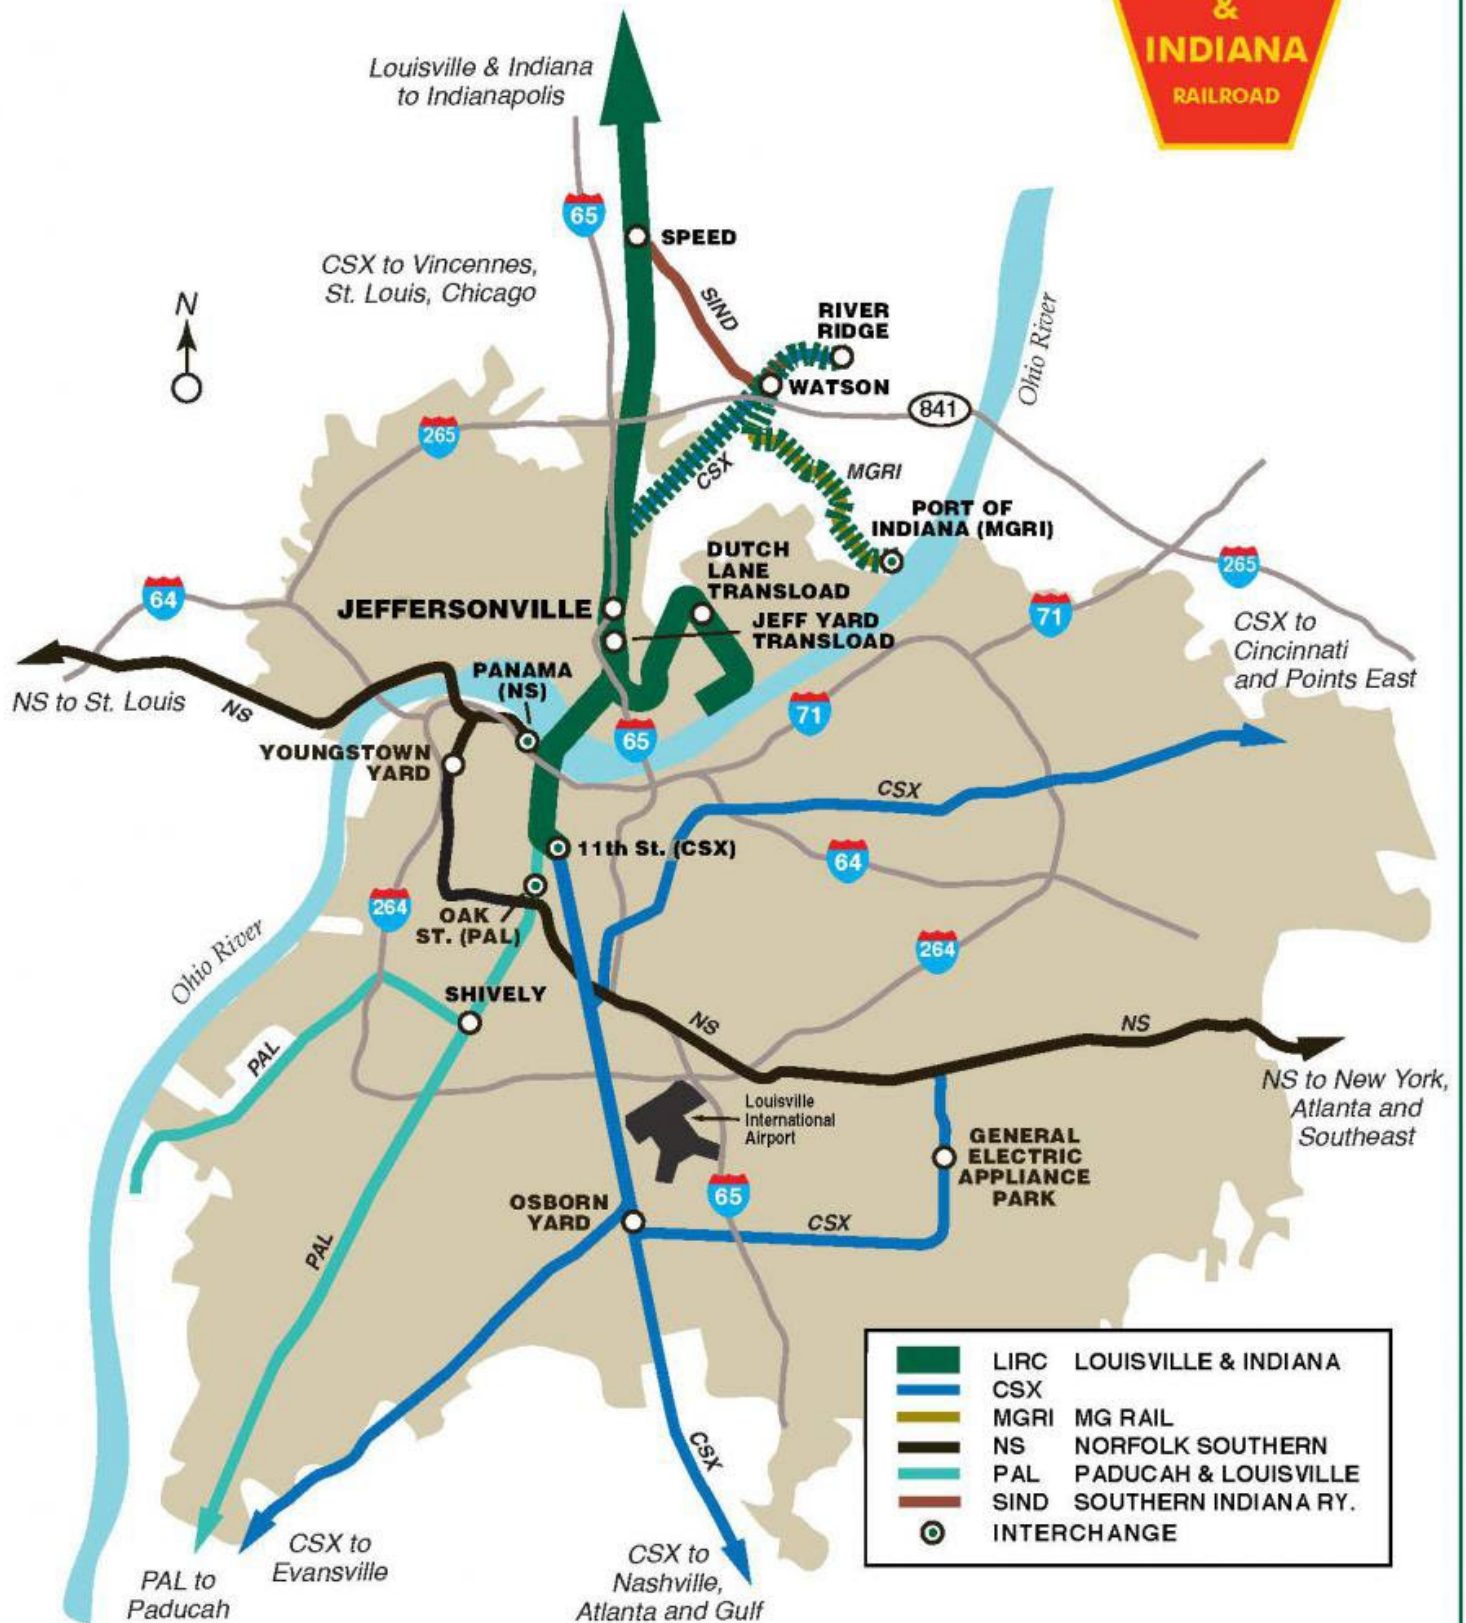 &
INDIANA
RAILROAD
Louisville & Indiana
to Indianapolis
65
SPEED
CSX to Vincennes,
St. Louis, Chicago
SIND
N
RIVER
RIDGE
WATSON
Ohio River
841
265
CSX
MGRI
PORT OF
INDIANA (MGRI)
DUTCH
LANE
TRANSLOAD
265
64
JEFFERSONVILLE
JEFF YARD
TRANSLOAD
71
CSX to
Cincinnati
and Points East
PANAMA
(NS)
NS to St. Louis
NS
71
65
YOUNGSTOWN
YARD
CSX
11th St. (CSX)
64
264
OAK
ST. (PAL)
264
Ohio River
SHIVELY
NS
NS
PAL
NS to New York,
Atlanta and
Southeast
Louisville
International
Airport
GENERAL
ELECTRIC
APPLIANCE
PARK
65
OSBORN
YARD
CSX
PAL
LIRC LOUISVILLE & INDIANA
CSX
MGRI MG RAIL
NS NORFOLK SOUTHERN
PAL PADUCAH & LOUISVILLE
SIND SOUTHERN INDIANA RY.
INTERCHANGE
CSX
CSX to
Evansville
CSX to
Nashville,
Atlanta and Gulf
PAL to
Paducah